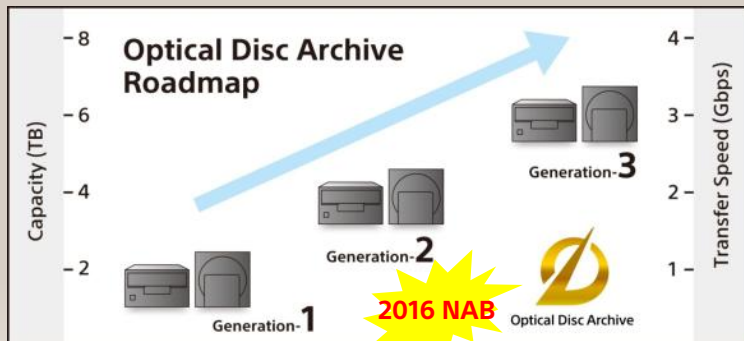 Optical Disc Archive
Roadmap
Capacity (TB)
8
6
4
2
Generation-1
Generation-2
Generation-3
2016 NAB
Optical Disc Archive
4
3
2
1
Transfer Speed (Gbps)